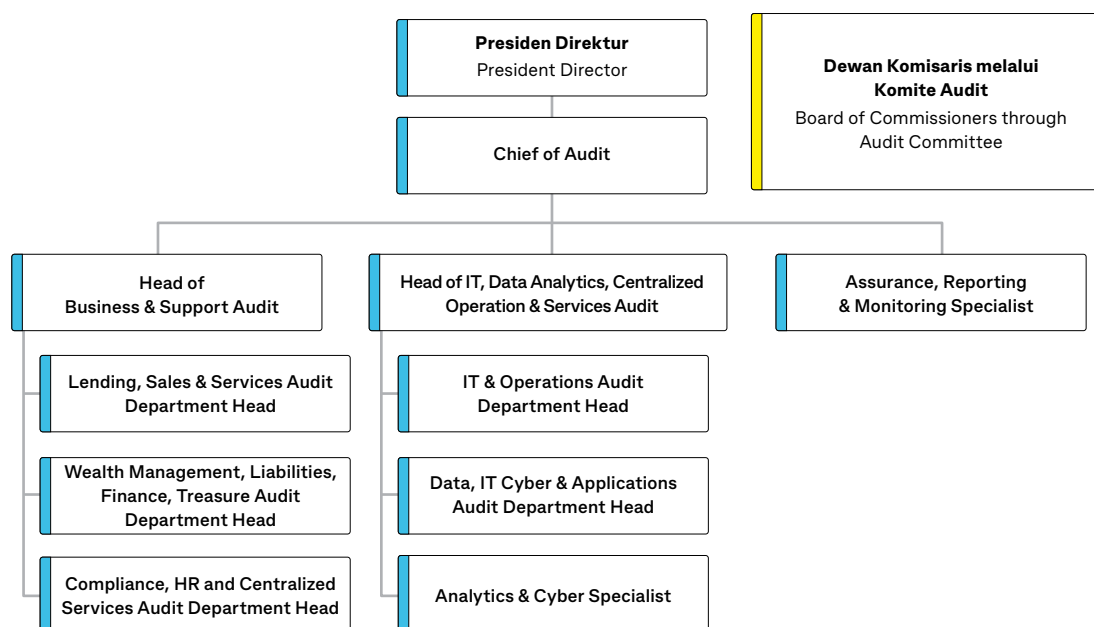 Presiden Direktur
President Director
Dewan Komisaris melalui
Komite Audit
Board of Commissioners through
Audit Committee
Chief of Audit
Head of
Business & Support Audit
Head of IT, Data Analytics, Centralized
Operation & Services Audit
Assurance, Reporting
& Monitoring Specialist
Lending, Sales & Services Audit
Department Head
Wealth Management, Liabilities,
Finance, Treasure Audit
Department Head
Compliance, HR and Centralized
Services Audit Department Head
IT & Operations Audit
Department Head
Data, IT Cyber & Applications
Audit Department Head
Analytics & Cyber Specialist